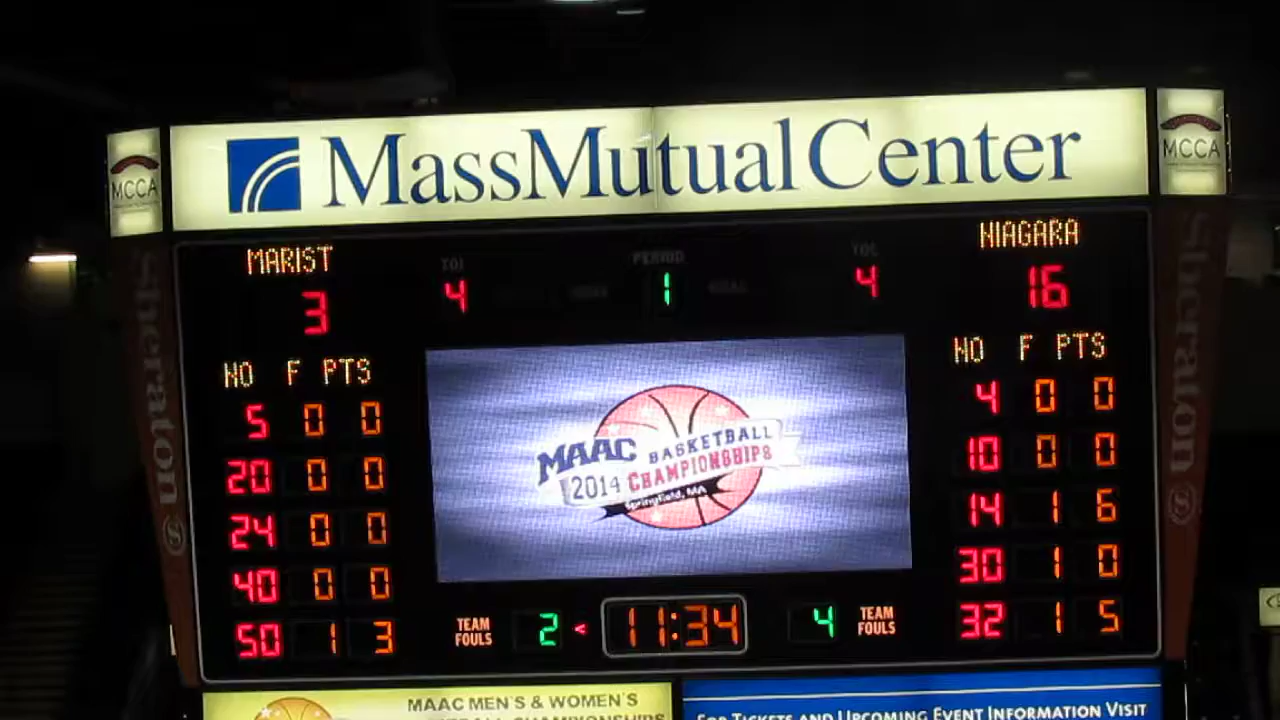 MassMutual Center
MCCA
MCCA
MARIST
3
TOL
4
PERIOD
1
TOL
4
NIAGARA
16
NO F PTS
5 0 0
20 0 0
24 0 0
40 0 0
50 1 3
NO F PTS
4 0 0
10 0 0
14 1 6
30 1 0
32 1 5
MAAC BASKETBALL
2014 CHAMPIONSHIPS
Springfield, MA
TEAM
FOULS
2 <
11:34
4
TEAM
FOULS
Sheraton
Sheraton
MAAC MEN'S & WOMEN'S
CHAMPIONSHIPS
FOR TICKETS AND UPCOMING EVENT INFORMATION VISIT